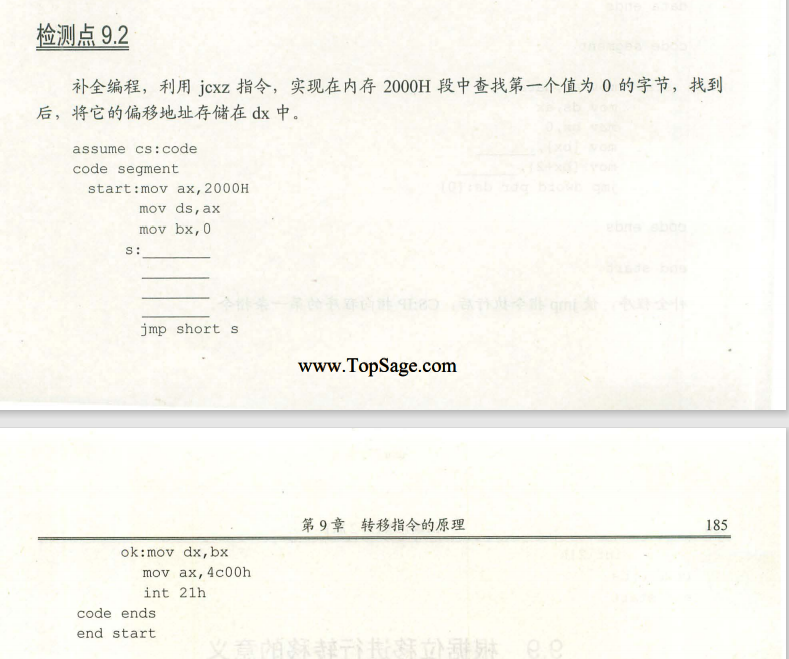 检测点 9.2
补全编程，利用 jcxz 指令，实现在内存 2000H 段中查找第一个值为 0 的字节，找到
后，将它的偏移地址存储在 dx 中。
assume cs:code
code segment
start:mov ax,2000H
mov ds,ax
mov bx,0
s:________
________
________
________
jmp short s
www.TopSage.com
第 9 章 转移指令的原理 185
ok:mov dx,bx
mov ax,4c00h
int 21h
code ends
end start